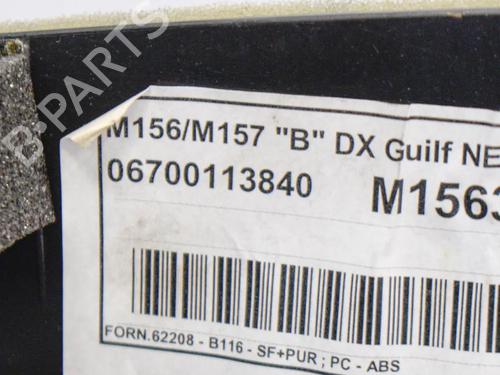 M156/M157 "B" DX Guilf NE
06700113840 M1563
FORN.62208 - B116 - SF+PUR ; PC - ABS
B-PARTS